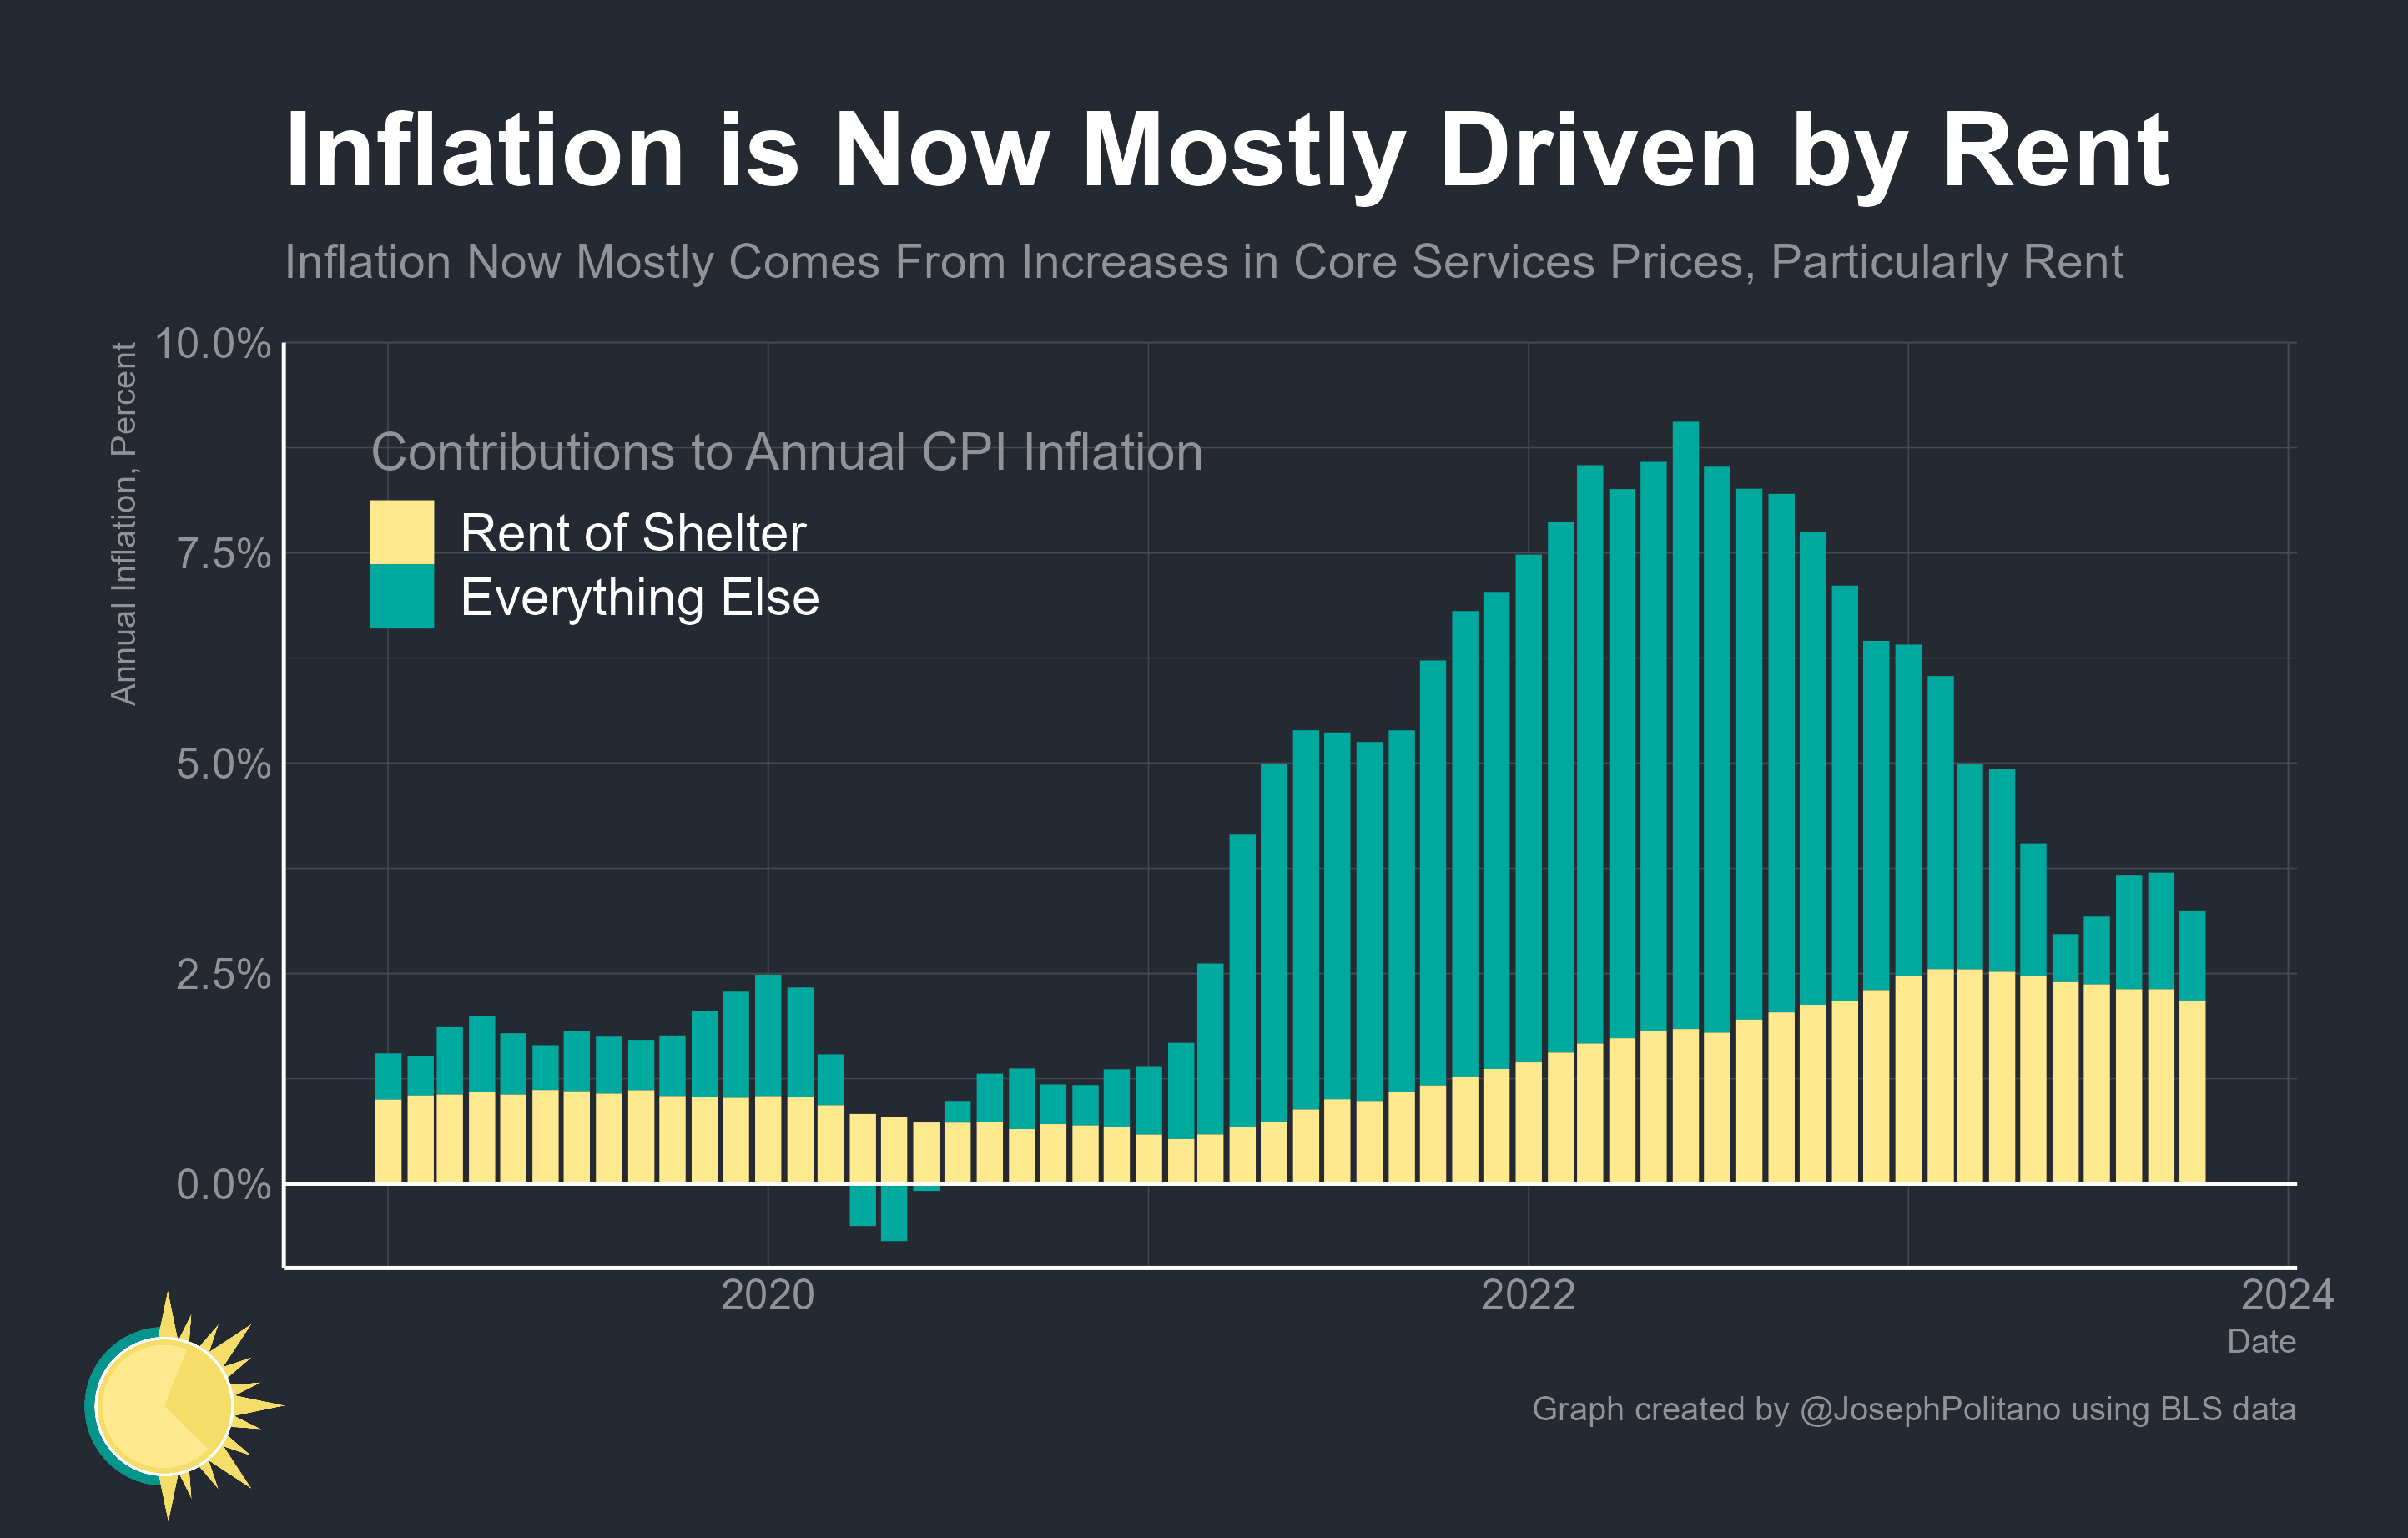 Inflation is Now Mostly Driven by Rent
Inflation Now Mostly Comes From Increases in Core Services Prices, Particularly Rent
Annual Inflation, Percent
10.0%
7.5%
5.0%
2.5%
0.0%
Contributions to Annual CPI Inflation
Rent of Shelter
Everything Else
2020
2022
2024
Date
Graph created by @JosephPolitano using BLS data